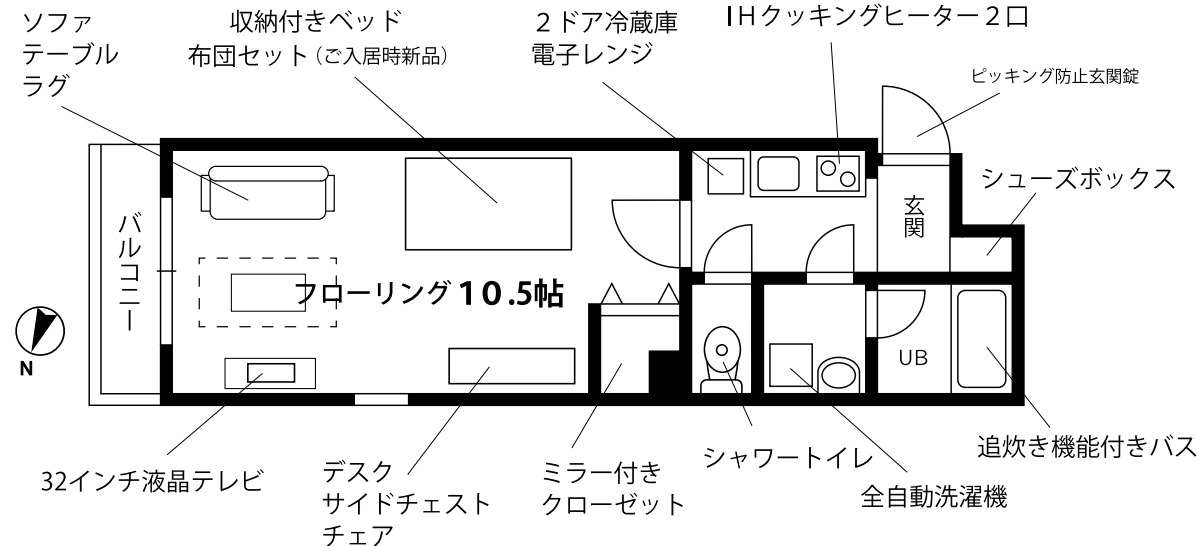 ソファ
テーブル
ラグ
収納付きベッド
布団セット（ご入居時新品）
２ドア冷蔵庫
電子レンジ
IHクッキングヒーター２口
ピッキング防止玄関錠
シューズボックス
玄関
バルコニー
フローリング１０.５帖
N
UB
32インチ液晶テレビ
デスク
サイドチェスト
チェア
ミラー付き
クローゼット
シャワートイレ
全自動洗濯機
追炊き機能付きバス